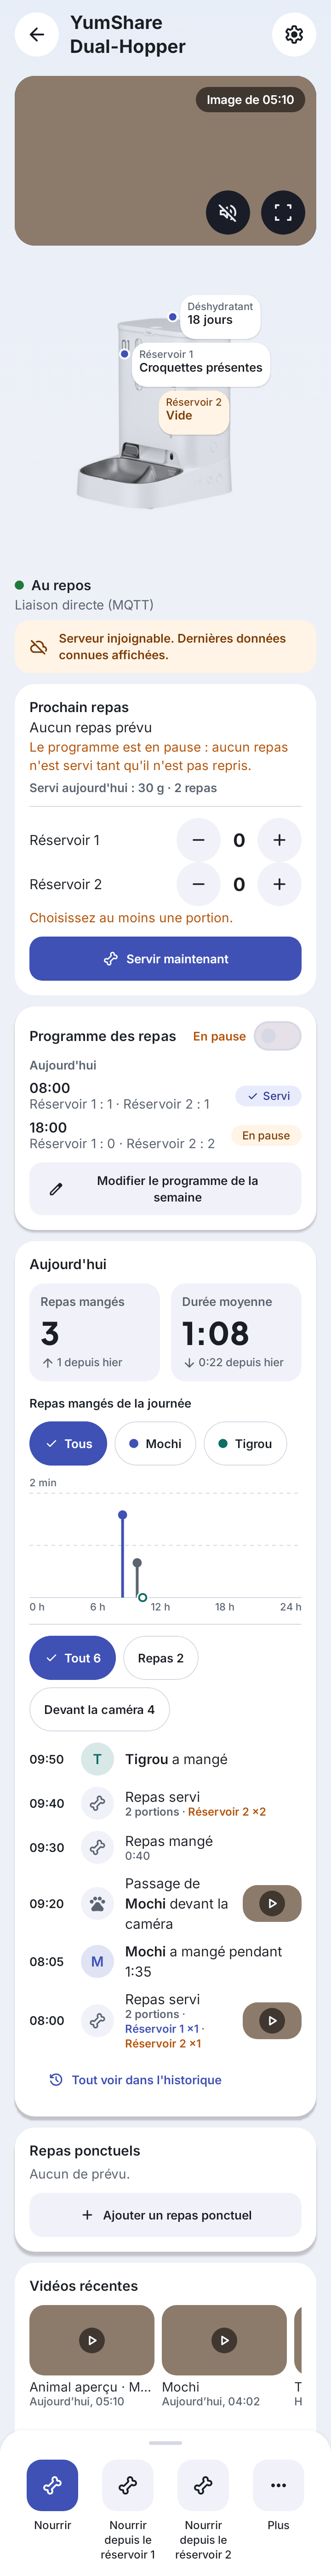 YumShare
Dual-Hopper
Image de 05:10
Déshydratant
18 jours
Réservoir 1
Croquettes présentes
Réservoir 2
Vide
Au repos
Liaison directe (MQTT)
Serveur injoignable. Dernières données
connues affichées.
Prochain repas
Aucun repas prévu
Le programme est en pause : aucun repas
n'est servi tant qu'il n'est pas repris.
Servi aujourd'hui : 30 g · 2 repas
Réservoir 1
0
Réservoir 2
0
Choisissez au moins une portion.
Servir maintenant
Programme des repas
En pause
Aujourd'hui
08:00
Réservoir 1 : 1 · Réservoir 2 : 1
Servi
18:00
Réservoir 1 : 0 · Réservoir 2 : 2
En pause
Modifier le programme de la
semaine
Aujourd'hui
Repas mangés
3
1 depuis hier
Durée moyenne
1:08
0:22 depuis hier
Repas mangés de la journée
Tous
Mochi
Tigrou
2 min
0 h 6 h 12 h 18 h 24 h
Tout 6
Repas 2
Devant la caméra 4
09:50
T
Tigrou a mangé
09:40
Repas servi
2 portions · Réservoir 2 ×2
09:30
Repas mangé
0:40
09:20
Passage de
Mochi devant la
caméra
08:05
M
Mochi a mangé pendant
1:35
08:00
Repas servi
2 portions ·
Réservoir 1 ×1 ·
Réservoir 2 ×1
Tout voir dans l'historique
Repas ponctuels
Aucun de prévu.
Ajouter un repas ponctuel
Vidéos récentes
Animal aperçu · M...
Aujourd'hui, 05:10
Mochi
Aujourd'hui, 04:02
T
H
Nourrir
Nourrir
depuis le
réservoir 1
Nourrir
depuis le
réservoir 2
Plus